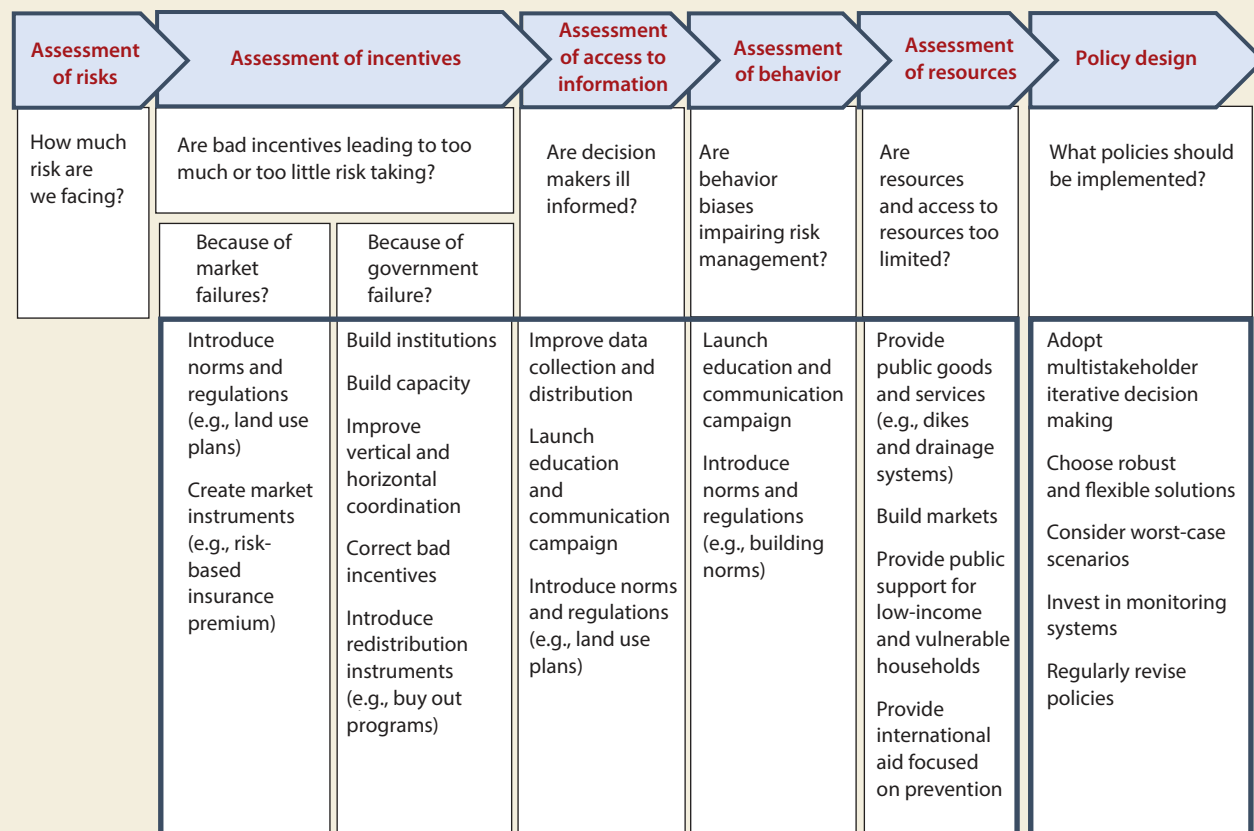 Assessment
of risks
Assessment of incentives
Assessment
of access to
information
Assessment
of behavior
Assessment
of resources
Policy design
How much
risk are
we facing?
Are bad incentives leading to too
much or too little risk taking?
Because of
market
failures?
Because of
government
failure?
Are decision
makers ill
informed?
Are
behavior
biases
impairing risk
management?
Are
resources
and access to
resources too
limited?
What policies should
be implemented?
Introduce
norms and
regulations
(e.g., land use
plans)
Create market
instruments
(e.g., risk-
based
insurance
premium)
Build institutions
Build capacity
Improve
vertical and
horizontal
coordination
Correct bad
incentives
Introduce
redistribution
instruments
(e.g., buy out
programs)
Improve data
collection and
distribution
Launch
education
and
communication
campaign
Introduce norms
and regulations
(e.g., land use
plans)
Launch
education and
communication
campaign
Introduce
norms and
regulations
(e.g., building
norms)
Provide
public goods
and services
(e.g., dikes
and drainage
systems)
Build markets
Provide public
support for
low-income
and vulnerable
households
Provide
international
aid focused
on prevention
Adopt
multistakeholder
iterative decision
making
Choose robust
and flexible solutions
Consider worst-case
scenarios
Invest in monitoring
systems
Regularly revise
policies